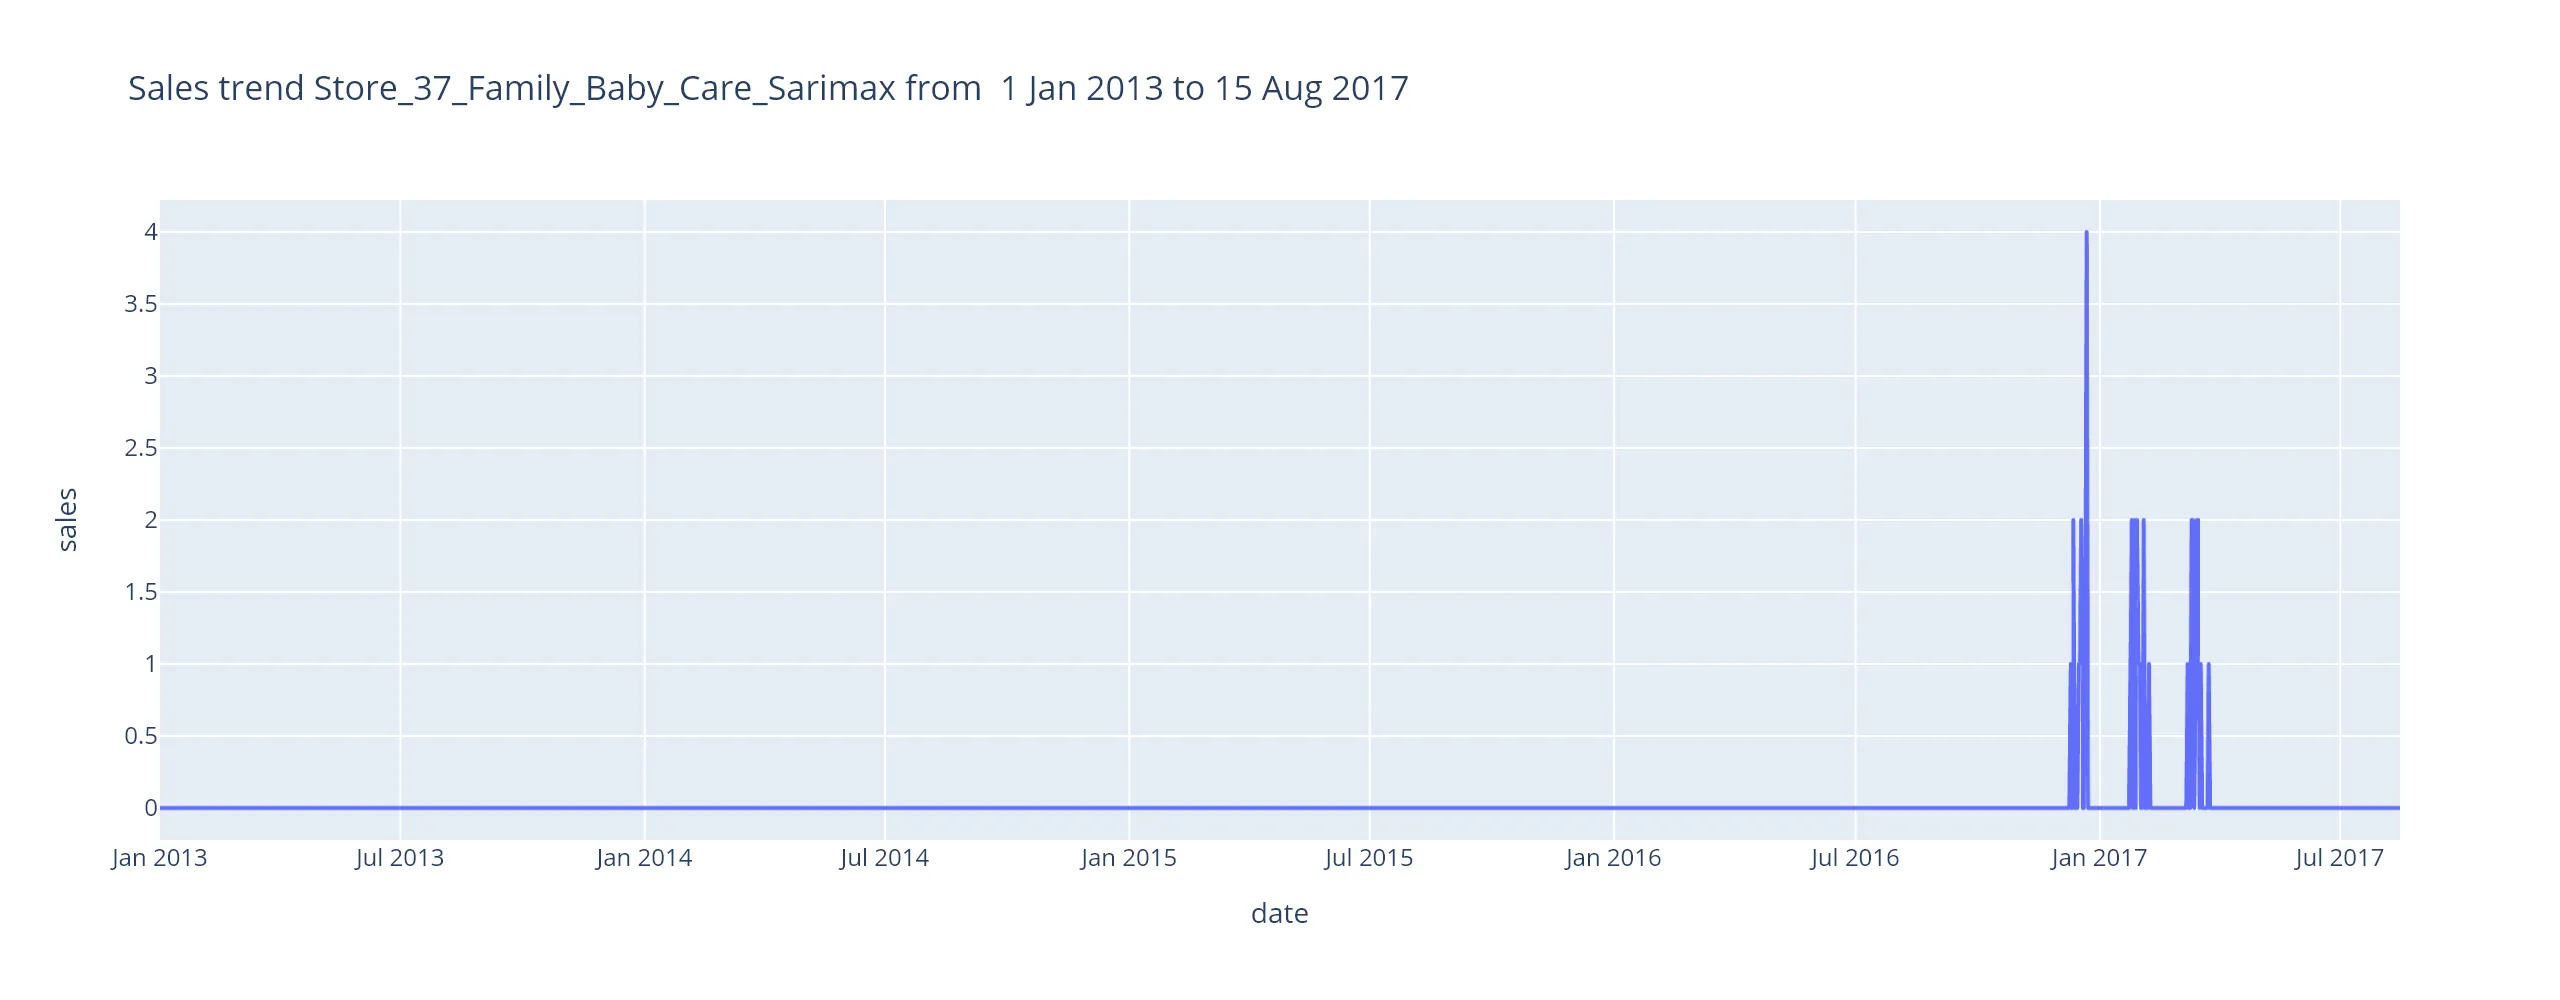 Sales trend Store_37_Family_Baby_Care_Sarimax from  1 Jan 2013 to 15 Aug 2017
4
3.5
3
2.5
2
1.5
1
0.5
0
sales
Jan 2013 Jul 2013 Jan 2014 Jul 2014 Jan 2015 Jul 2015 Jan 2016 Jul 2016 Jan 2017 Jul 2017
date